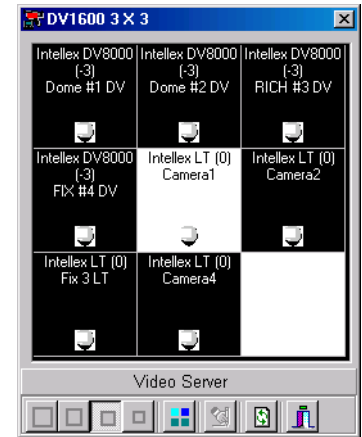 DV1600 3 X 3
Intellex DV8000
(-3)
Dome #1 DV
Intellex DV8000
(-3)
Dome #2 DV
Intellex DV8000
(-3)
RICH #3 DV
Intellex DV8000
(-3)
FIX #4 DV
Intellex LT (0)
Camera1
Intellex LT (0)
Camera2
Intellex LT (0)
Fix 3 LT
Intellex LT (0)
Camera4
Video Server